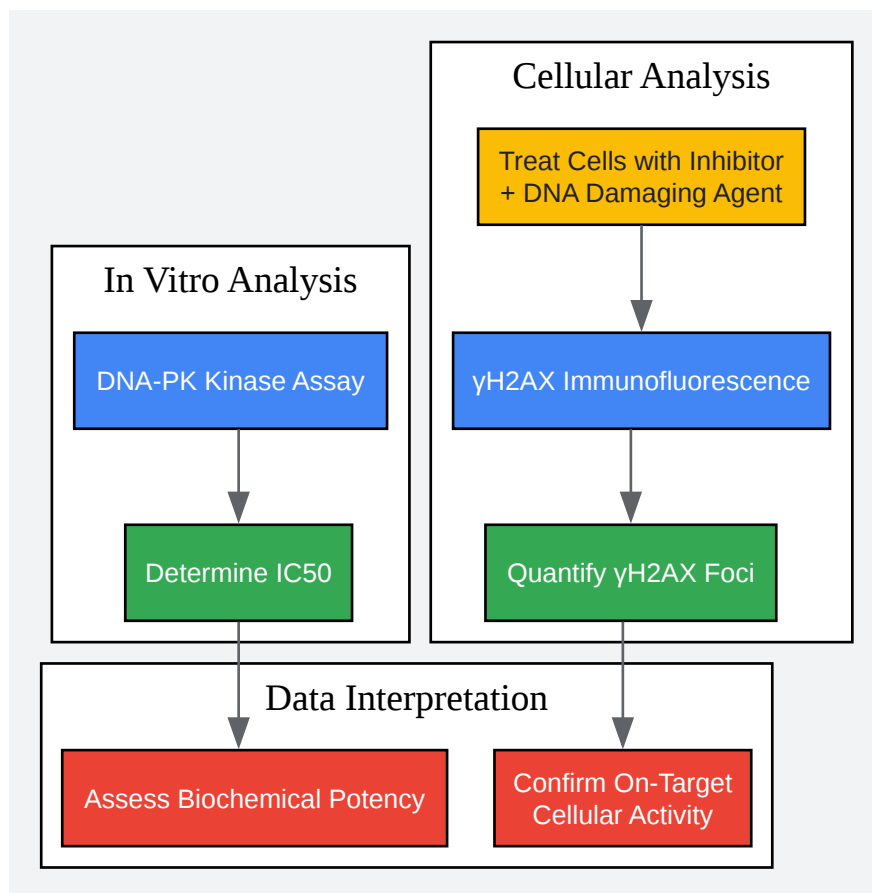 Cellular Analysis
Treat Cells with Inhibitor
+ DNA Damaging Agent
In Vitro Analysis
DNA-PK Kinase Assay
γH2AX Immunofluorescence
Determine IC50
Quantify γH2AX Foci
Data Interpretation
Assess Biochemical Potency
Confirm On-Target
Cellular Activity